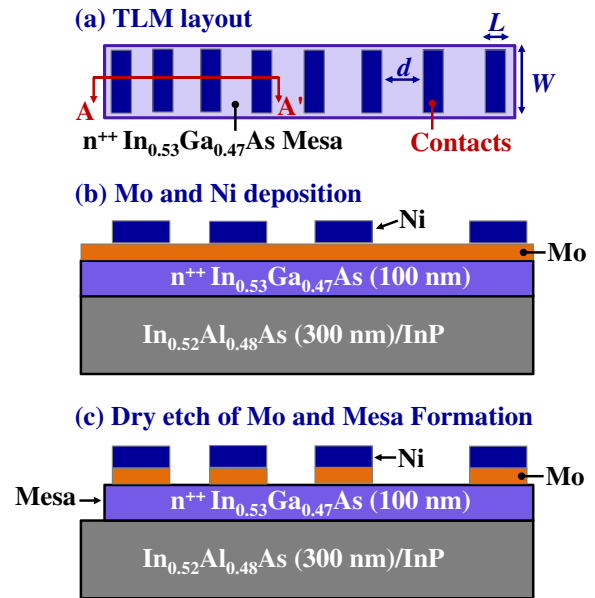 (a) TLM layout
L
d
W
A
A'
n⁺⁺ In₀.₅₃Ga₀.₄₇As Mesa
Contacts
(b) Mo and Ni deposition
Ni
Mo
n⁺⁺ In₀.₅₃Ga₀.₄₇As (100 nm)
In₀.₅₂Al₀.₄₈As (300 nm)/InP
(c) Dry etch of Mo and Mesa Formation
Ni
Mo
Mesa
n⁺⁺ In₀.₅₃Ga₀.₄₇As (100 nm)
In₀.₅₂Al₀.₄₈As (300 nm)/InP